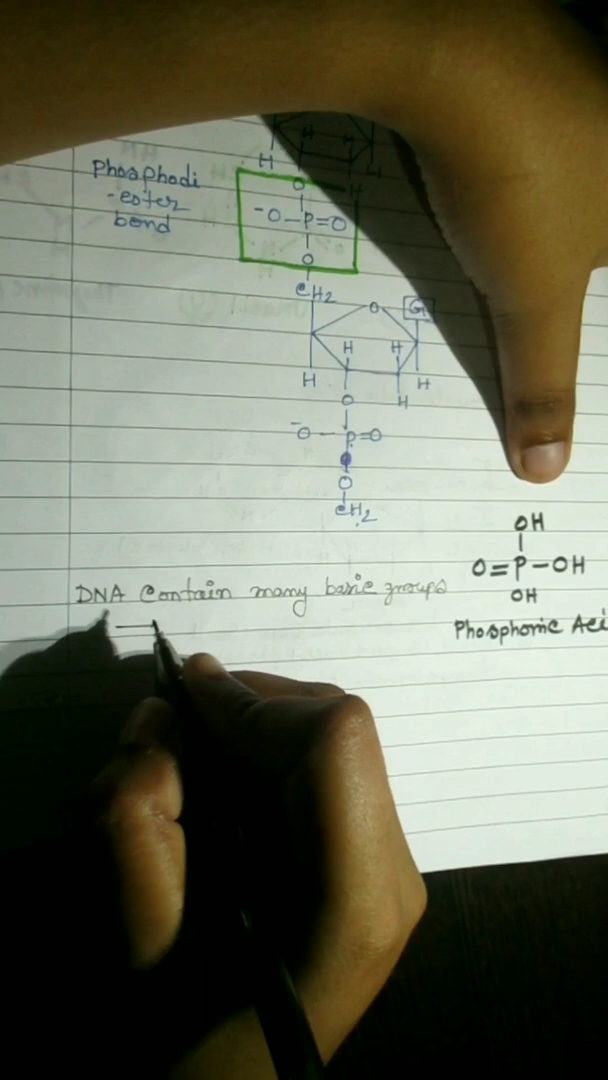 H H
H H
Phosphodi
-ester
bond
O H
-O-P=O
O
CH2
O G
H H
H H
O H
-O-P=O
O
CH2
OH
O=P-OH
OH
DNA Contain many basic groups
Phosphoric Aci